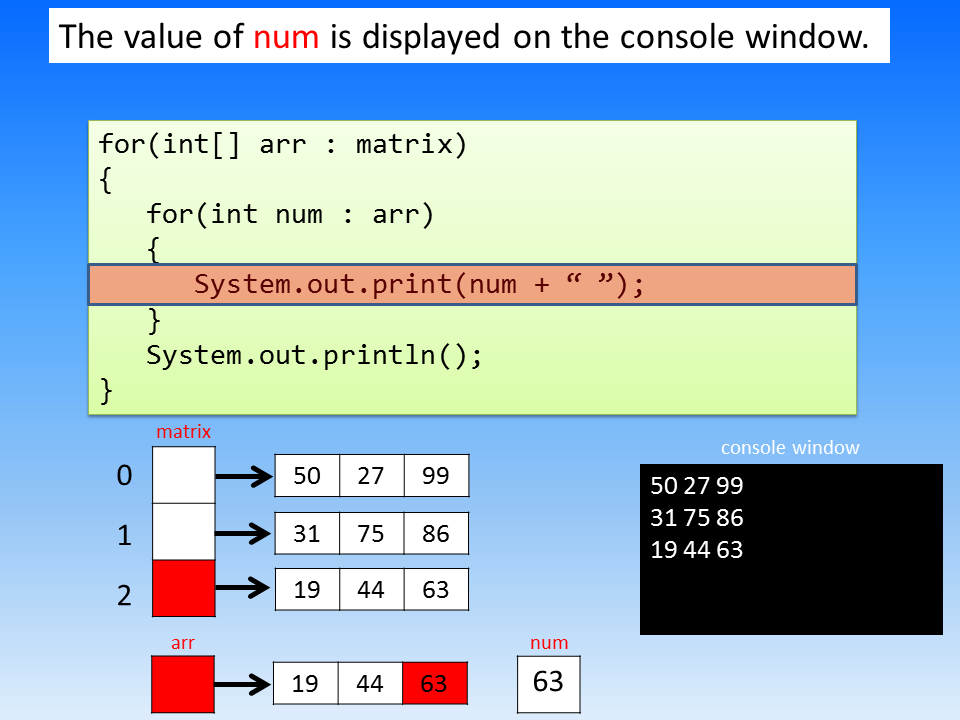 The value of num is displayed on the console window.
for(int[] arr : matrix)
{
   for(int num : arr)
   {
      System.out.print(num + “ ”);
   }
   System.out.println();
}
matrix
console window
0
50 27 99
1
31 75 86
2
19 44 63
50 27 99
31 75 86
19 44 63
arr
num
19 44 63
63